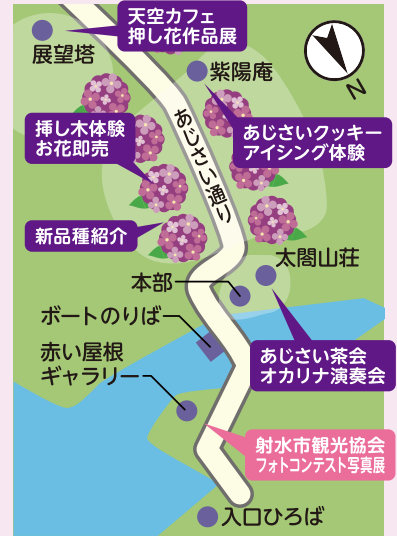 天空カフェ
押し花作品展
展望塔
紫陽庵
N
挿し木体験
お花即売
あじさいクッキー
アイシング体験
あじさい通り
新品種紹介
太閤山荘
本部
ボートのりば
赤い屋根
ギャラリー
あじさい茶会
オカリナ演奏会
射水市観光協会
フォトコンテスト写真展
入口ひろば